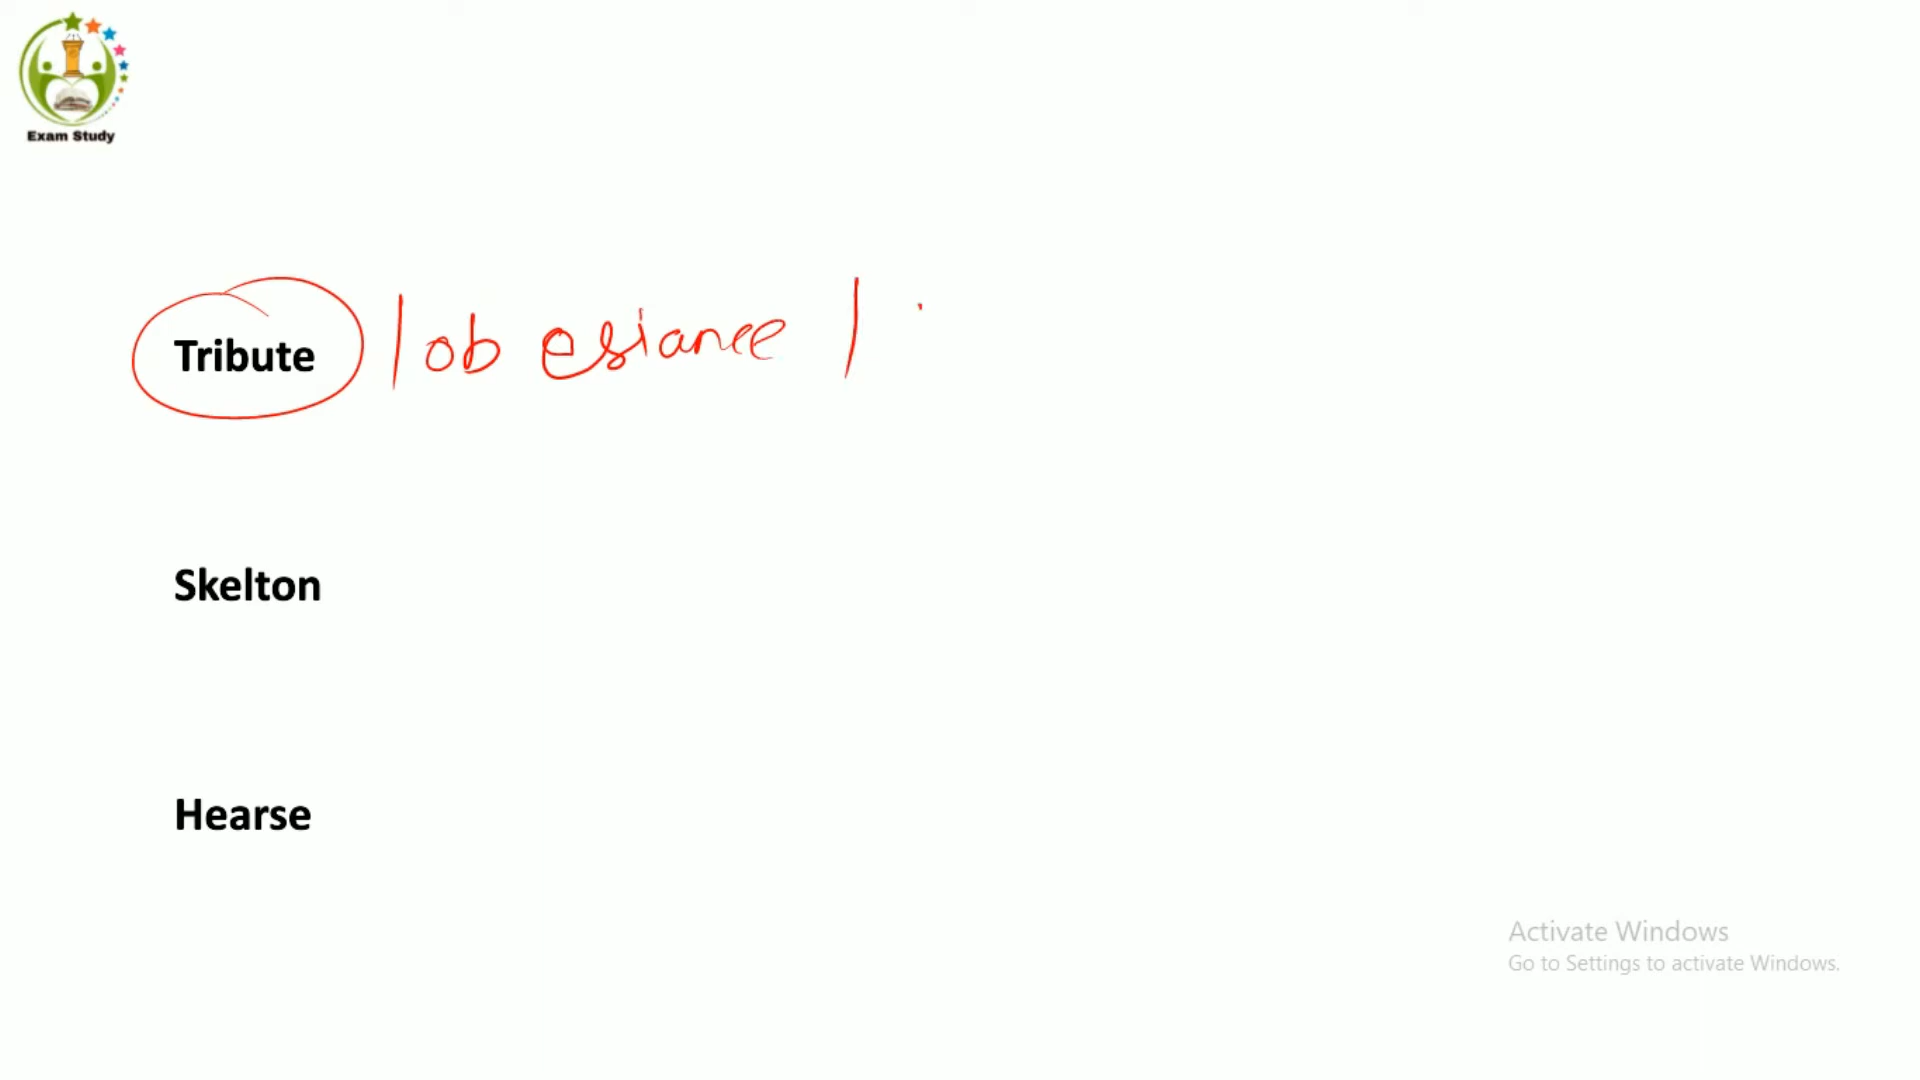 Exam Study
Tribute | ob esiance |
Skelton
Hearse
Activate Windows
Go to Settings to activate Windows.